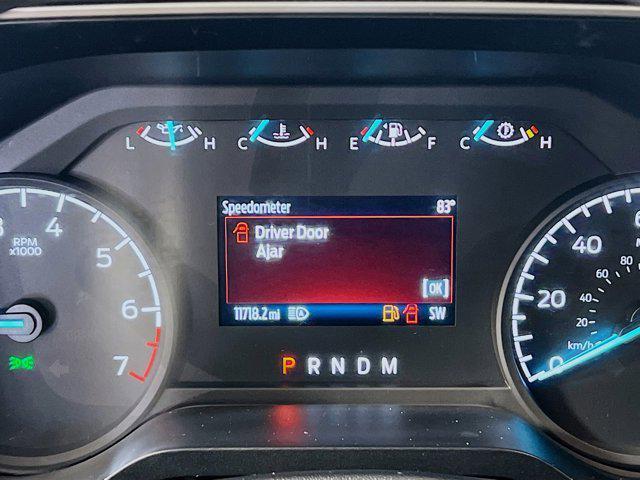 L H C H E F C H
Speedometer 83°
Driver Door
Ajar
[OK]
11718.2 mi A SW
P R N D M
4
5
6
7
RPM
x1000
40
20
0
60
40
20
km/h
80